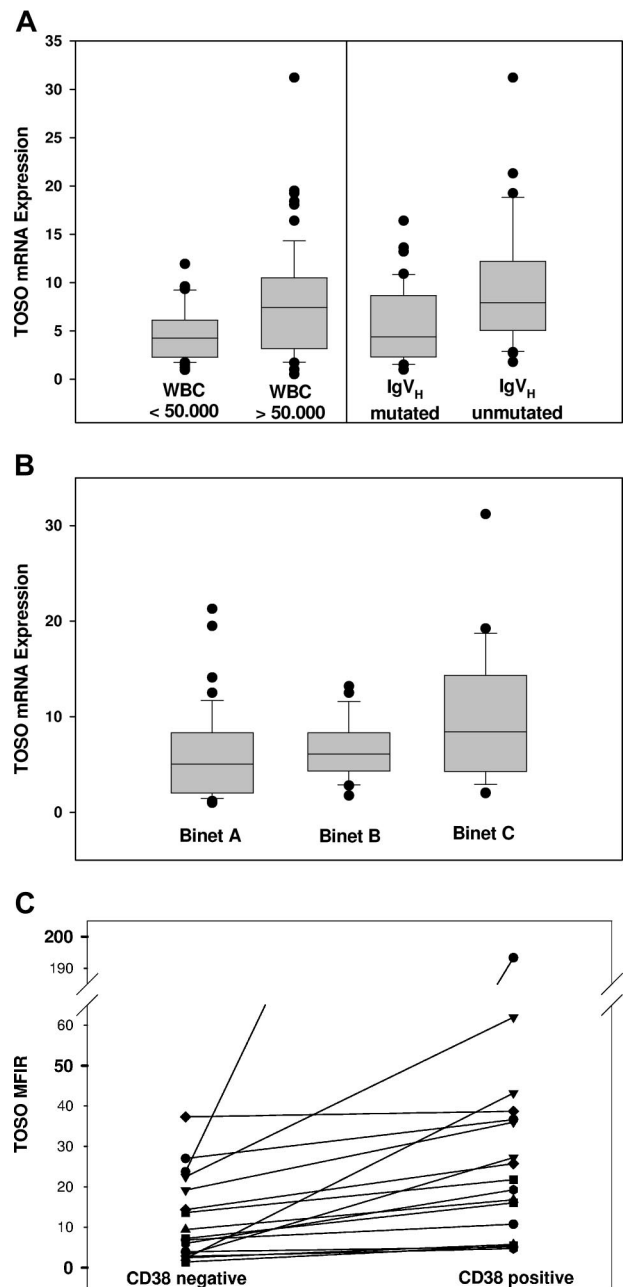 A
TOSO mRNA Expression
35
30
25
20
15
10
5
0
WBC
< 50.000
WBC
> 50.000
IgVH
mutated
IgVH
unmutated
B
TOSO mRNA Expression
30
20
10
0
Binet A
Binet B
Binet C
C
TOSO MFIR
200
190
60
50
40
30
20
10
0
CD38 negative
CD38 positive